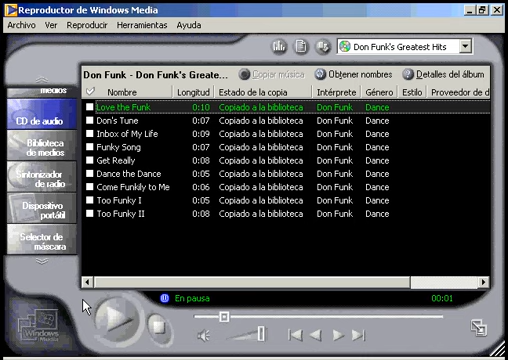 Reproductor de Windows Media
Archivo Ver Reproducir Herramientas Ayuda
Don Funk's Greatest Hits
Don Funk - Don Funk's Greate... Copiar música Obtener nombres Detalles del álbum
Nombre Longitud Estado de la copia Intérprete Género Estilo Proveedor de d
Love the Funk 0:10 Copiado a la biblioteca Don Funk Dance
Don's Tune 0:07 Copiado a la biblioteca Don Funk Dance
Inbox of My Life 0:09 Copiado a la biblioteca Don Funk Dance
Funky Song 0:07 Copiado a la biblioteca Don Funk Dance
Get Really 0:08 Copiado a la biblioteca Don Funk Dance
Dance the Dance 0:05 Copiado a la biblioteca Don Funk Dance
Come Funkily to Me 0:06 Copiado a la biblioteca Don Funk Dance
Too Funky I 0:05 Copiado a la biblioteca Don Funk Dance
Too Funky II 0:08 Copiado a la biblioteca Don Funk Dance
medios
CD de audio
Biblioteca
de medios
Sintonizador
de radio
Dispositivo
portátil
Selector de
máscara
En pausa 00:01
Windows
Media